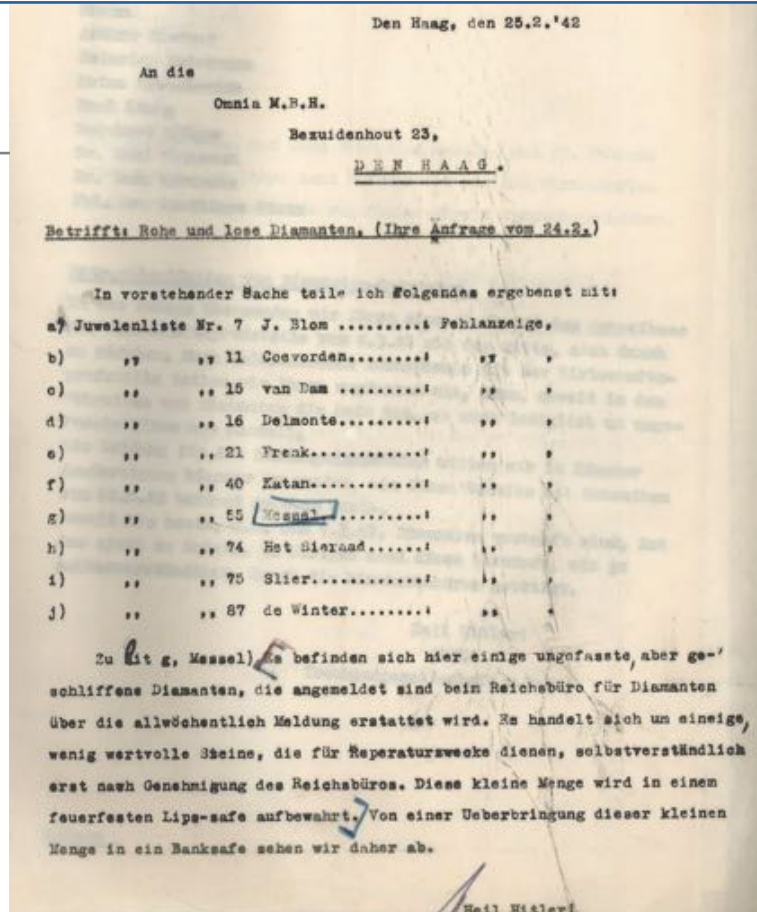 Den Haag, den 25.2.'42
An die
Omnia M.B.H.
Bezuidenhout 23,
DEN HAAG.
Betrifft: Rohe und lose Diamanten. (Ihre Anfrage vom 24.2.)
In vorstehender Sache teile ich folgendes ergebenst mit:
a) Juwelenliste Nr. 7 J. Blom .........: Fehlanzeige,
b) ,, ,, 11 Coevorden.........: ,, ,
c) ,, ,, 15 van Dam .........: ,, ,
d) ,, ,, 16 Delmonte.........: ,, ,
e) ,, ,, 21 Frenk............: ,, ,
f) ,, ,, 40 Katan............: ,, ,
g) ,, ,, 55 Messel...........: ,, ,
h) ,, ,, 74 Het Sieraad......: ,, ,
i) ,, ,, 75 Slier............: ,, ,
j) ,, ,, 87 de Winter........: ,, ,
Zu Lit g, Messel) Es befinden sich hier einige ungefasste, aber ge-
schliffene Diamanten, die angemeldet sind beim Reichsbüro für Diamanten
über die allwöchentlich Meldung erstattet wird. Es handelt sich um eineige,
wenig wertvolle Steine, die für Reperaturzwecke dienen, selbstverständlich
erst nawh Genehmigung des Reichsbüros. Diese kleine Menge wird in einem
feuerfesten Lips-safe aufbewahrt. Von einer Ueberbringung dieser kleinen
Menge in ein Banksafe sehen wir daher ab.
Heil Hitler!